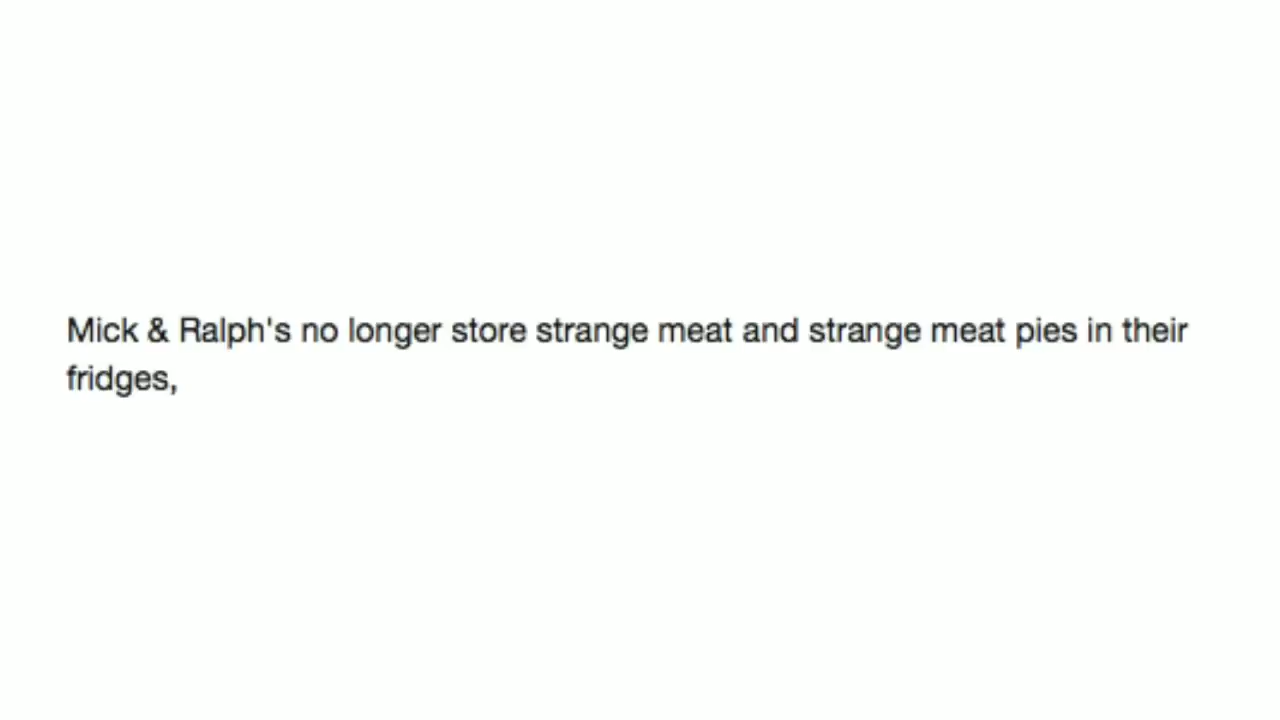 Mick & Ralph's no longer store strange meat and strange meat pies in their
fridges,